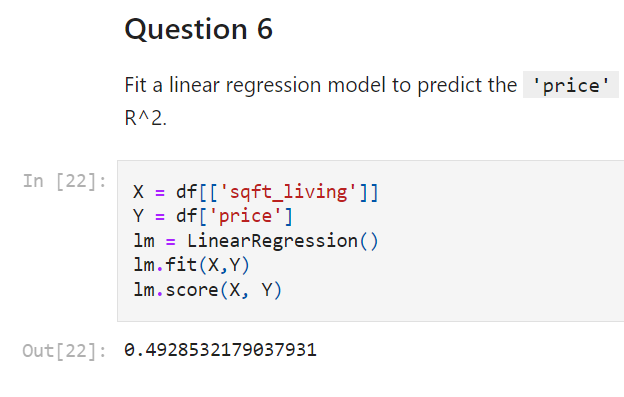 Question 6
Fit a linear regression model to predict the 'price'
R^2.
In [22]:
X = df[['sqft_living']]
Y = df['price']
lm = LinearRegression()
lm.fit(X,Y)
lm.score(X, Y)
Out[22]: 0.4928532179037931